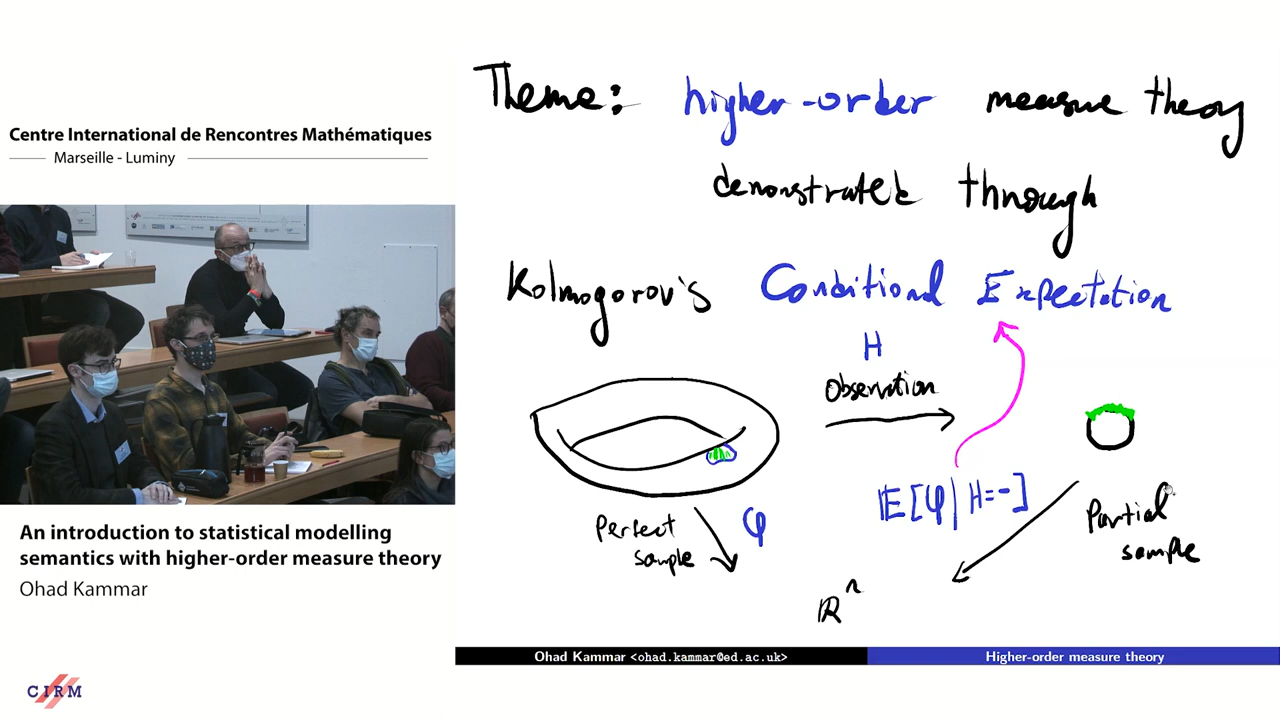 Centre International de Rencontres Mathématiques
Marseille - Luminy
An introduction to statistical modelling
semantics with higher-order measure theory
Ohad Kammar
CIRM
Theme: higher-order measure theory
demonstrated through
Kolmogorov's Conditional Expectation
H
Observation
𝔼[φ|H=-]
Perfect
sample
φ
Partial
sample
ℝⁿ
Ohad Kammar <ohad.kammar@ed.ac.uk>
Higher-order measure theory